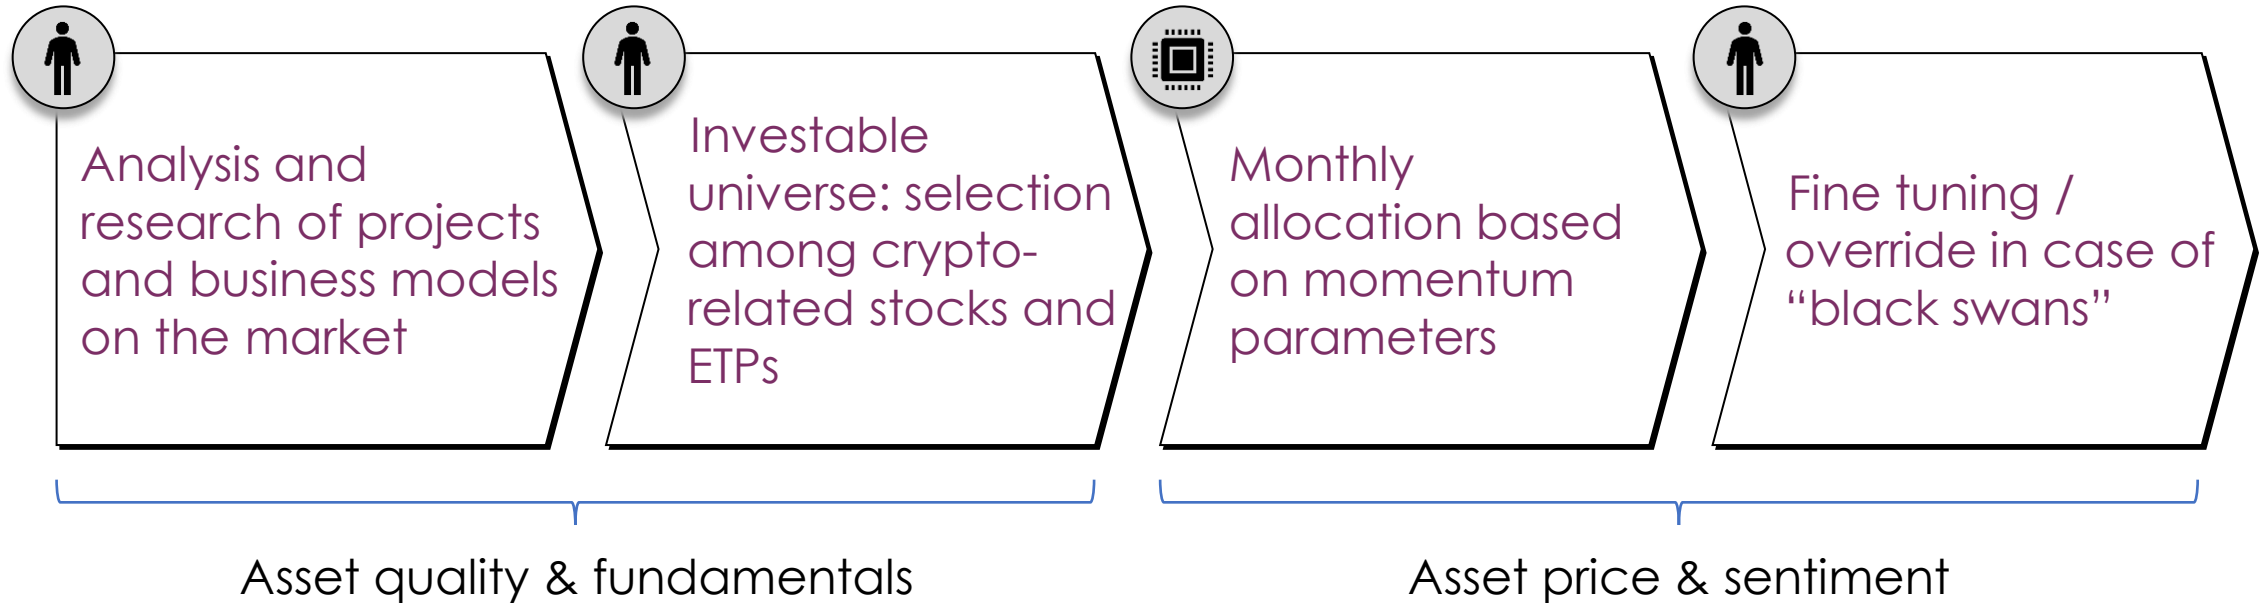 Analysis and
research of projects
and business models
on the market
Investable
universe: selection
among crypto-
related stocks and
ETPs
Monthly
allocation based
on momentum
parameters
Fine tuning /
override in case of
“black swans”
Asset quality & fundamentals
Asset price & sentiment